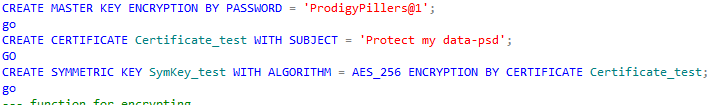 CREATE MASTER KEY ENCRYPTION BY PASSWORD = 'ProdigyPillers@1';
go
CREATE CERTIFICATE Certificate_test WITH SUBJECT = 'Protect my data-psd';
GO
CREATE SYMMETRIC KEY SymKey_test WITH ALGORITHM = AES_256 ENCRYPTION BY CERTIFICATE Certificate_test;
go
--- function for encrypting